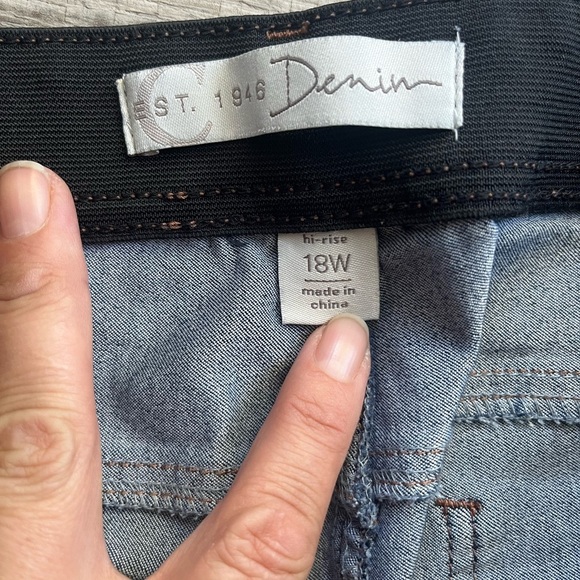 C
EST. 1946 Denim
hi-rise
18W
made in
china